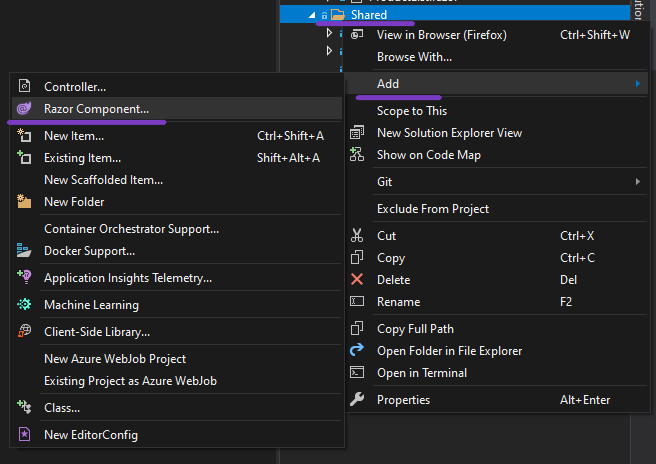 Shared
View in Browser (Firefox) Ctrl+Shift+W
Browse With...
Add
Scope to This
New Solution Explorer View
Show on Code Map
Git
Exclude From Project
Cut Ctrl+X
Copy Ctrl+C
Delete Del
Rename F2
Copy Full Path
Open Folder in File Explorer
Open in Terminal
Properties Alt+Enter
Controller...
Razor Component...
New Item... Ctrl+Shift+A
Existing Item... Shift+Alt+A
New Scaffolded Item...
New Folder
Container Orchestrator Support...
Docker Support...
Application Insights Telemetry...
Machine Learning
Client-Side Library...
New Azure WebJob Project
Existing Project as Azure WebJob
Class...
New EditorConfig